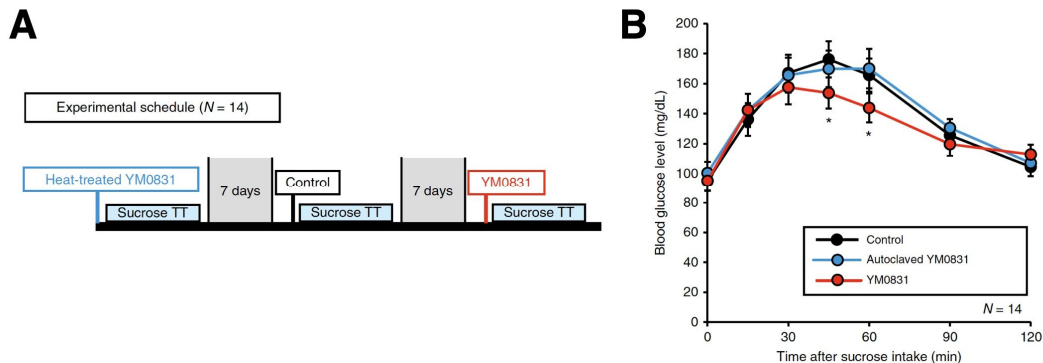 A
Experimental schedule (N = 14)
Heat-treated YM0831
7 days
Control
7 days
YM0831
Sucrose TT
Sucrose TT
Sucrose TT
B
Blood glucose level (mg/dL)
200
180
160
140
120
100
80
60
40
20
0
*
*
Control
Autoclaved YM0831
YM0831
N = 14
0
30
60
90
120
Time after sucrose intake (min)